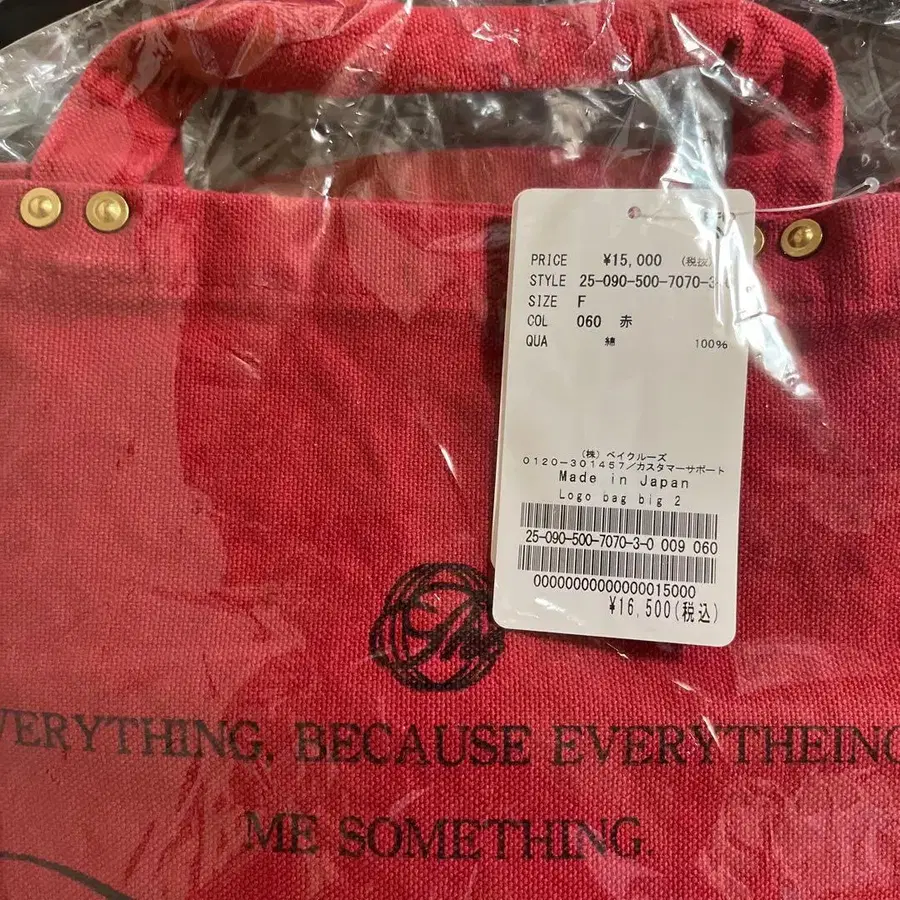 PRICE ¥15,000 (税抜)
STYLE 25-090-500-7070-3-0
SIZE F
COL 060 赤
QUA 綿 100%
(株) ベイクルーズ
0120-301457/カスタマーサポート
Made in Japan
Logo bag big 2
25-090-500-7070-3-0 009 060
00000000000000015000
¥16,500(税込)
VERYTHING, BECAUSE EVERYTHEING
ME SOMETHING.